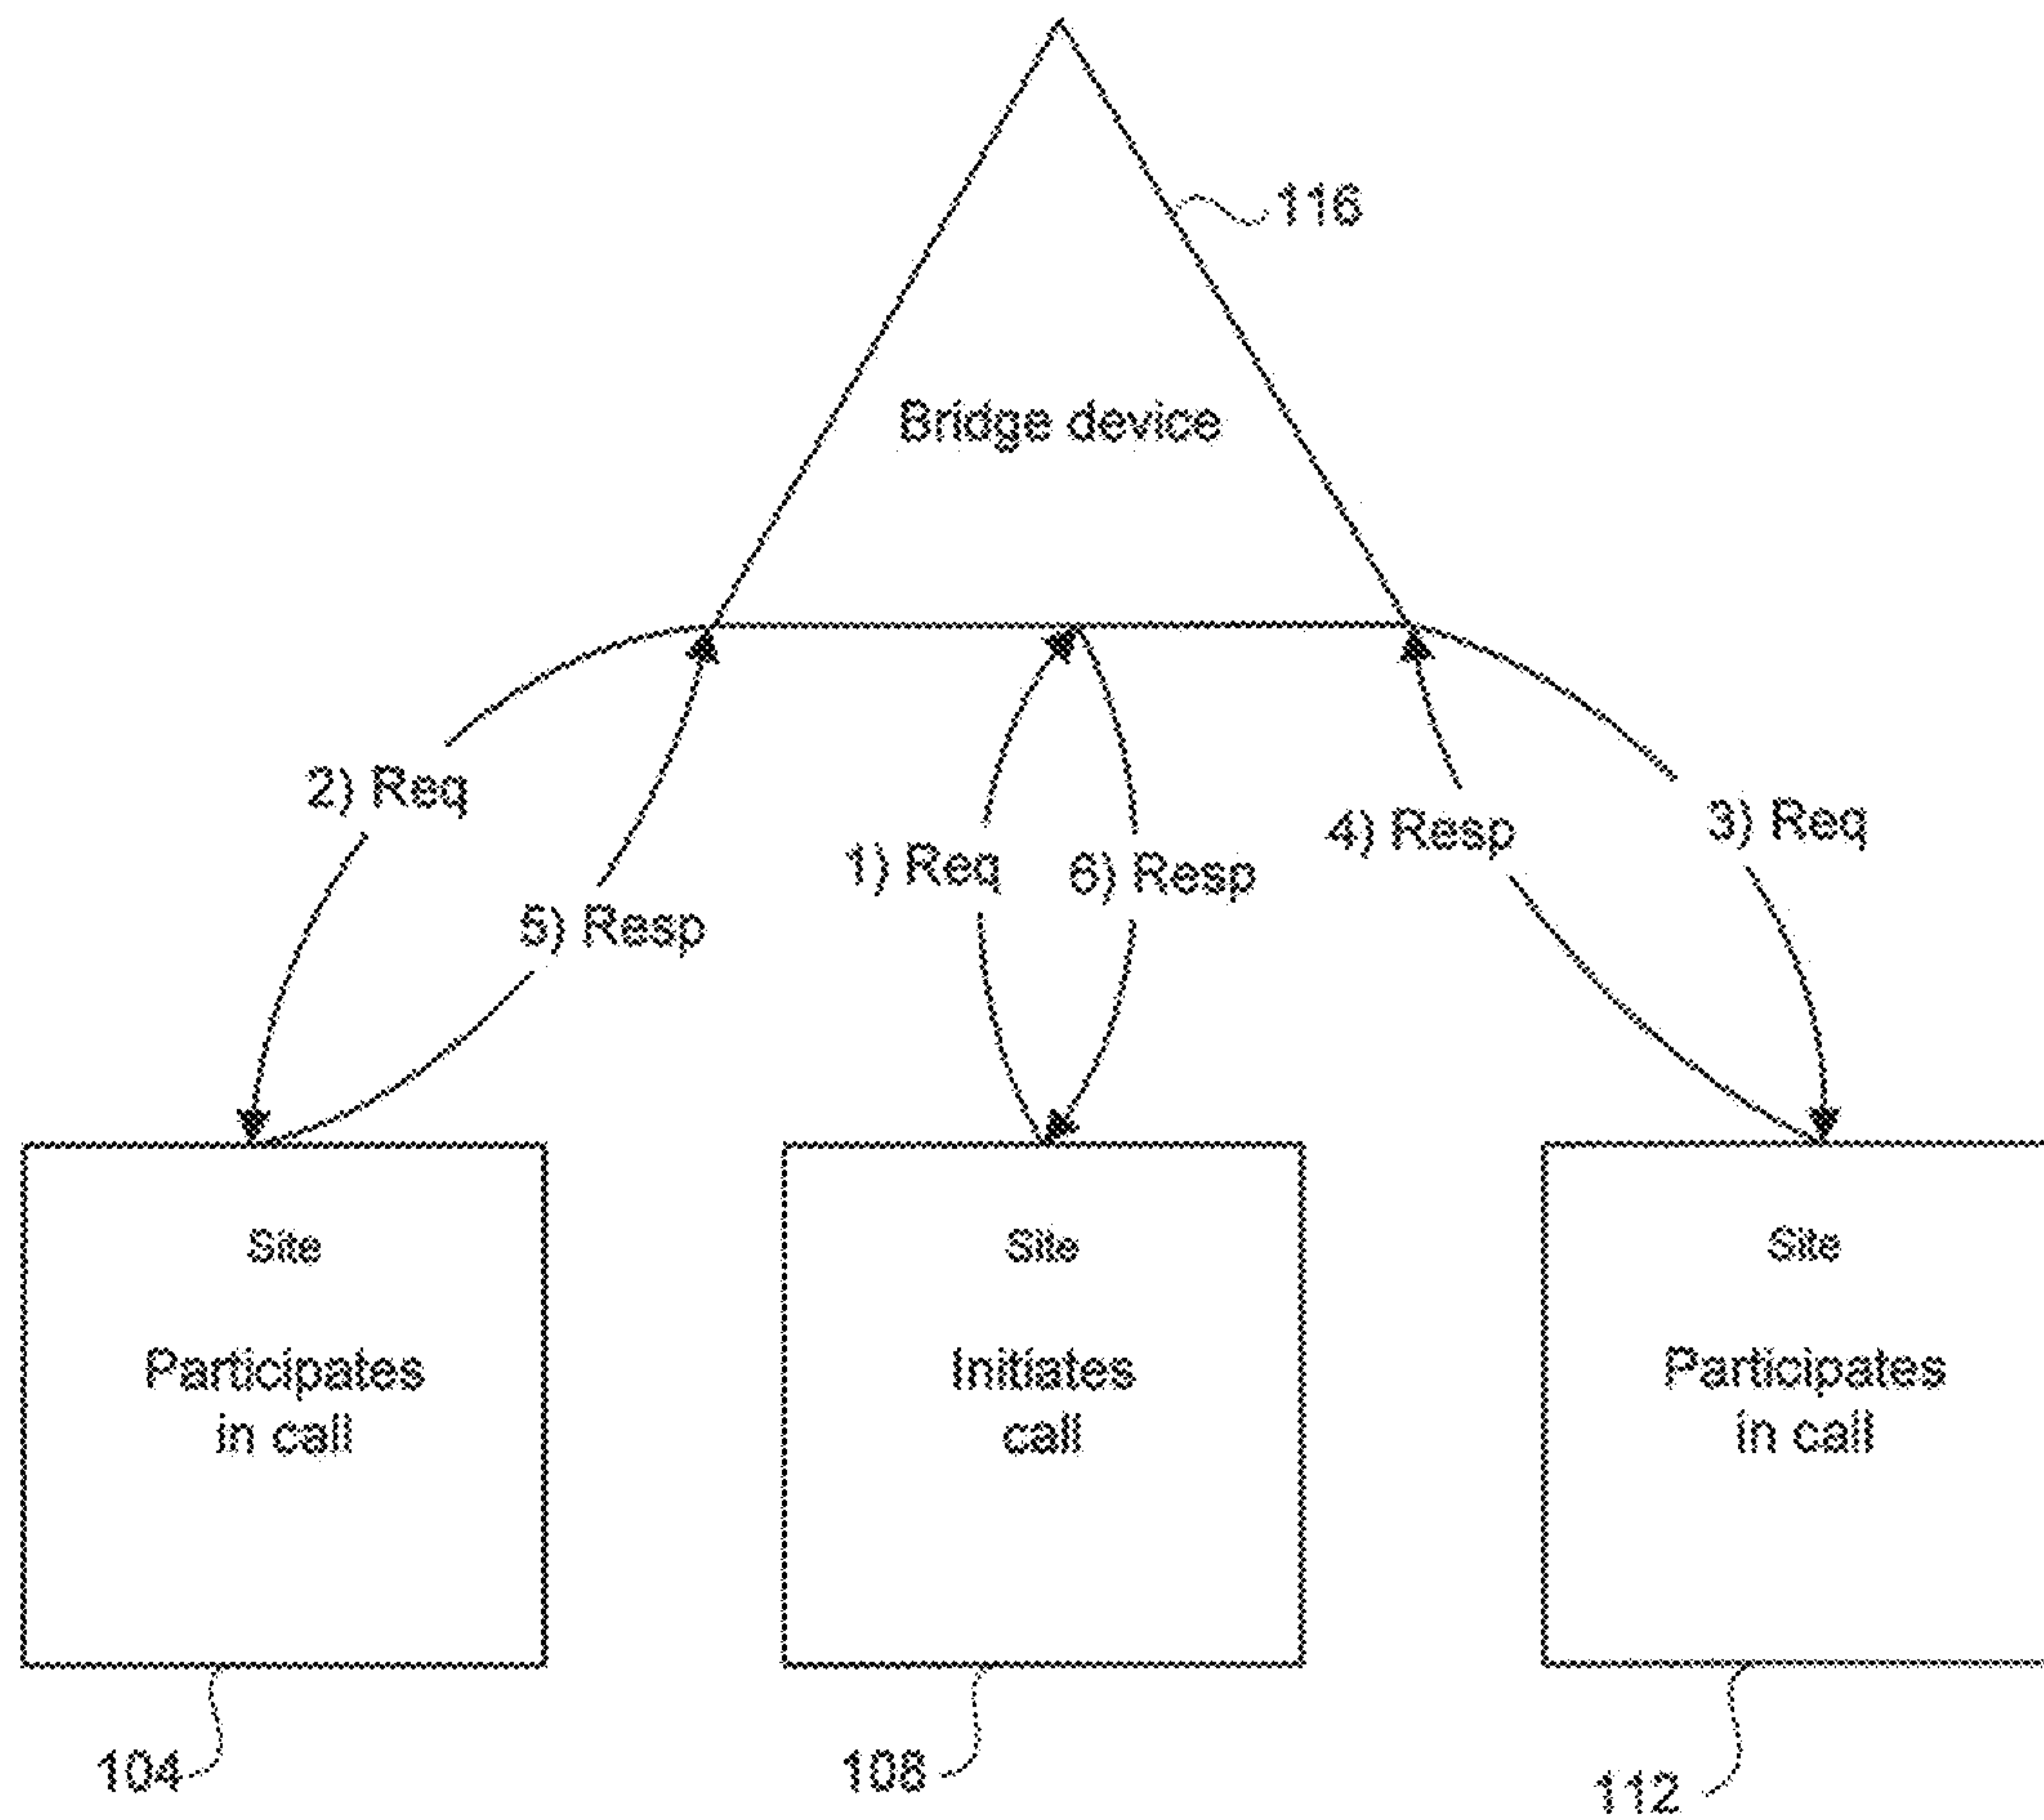 116
Bridge device
2) Req
5) Resp
1) Req
6) Resp
4) Resp
3) Req
Site
Participates
in call
Site
Initiates
call
Site
Participates
in call
104
108
112